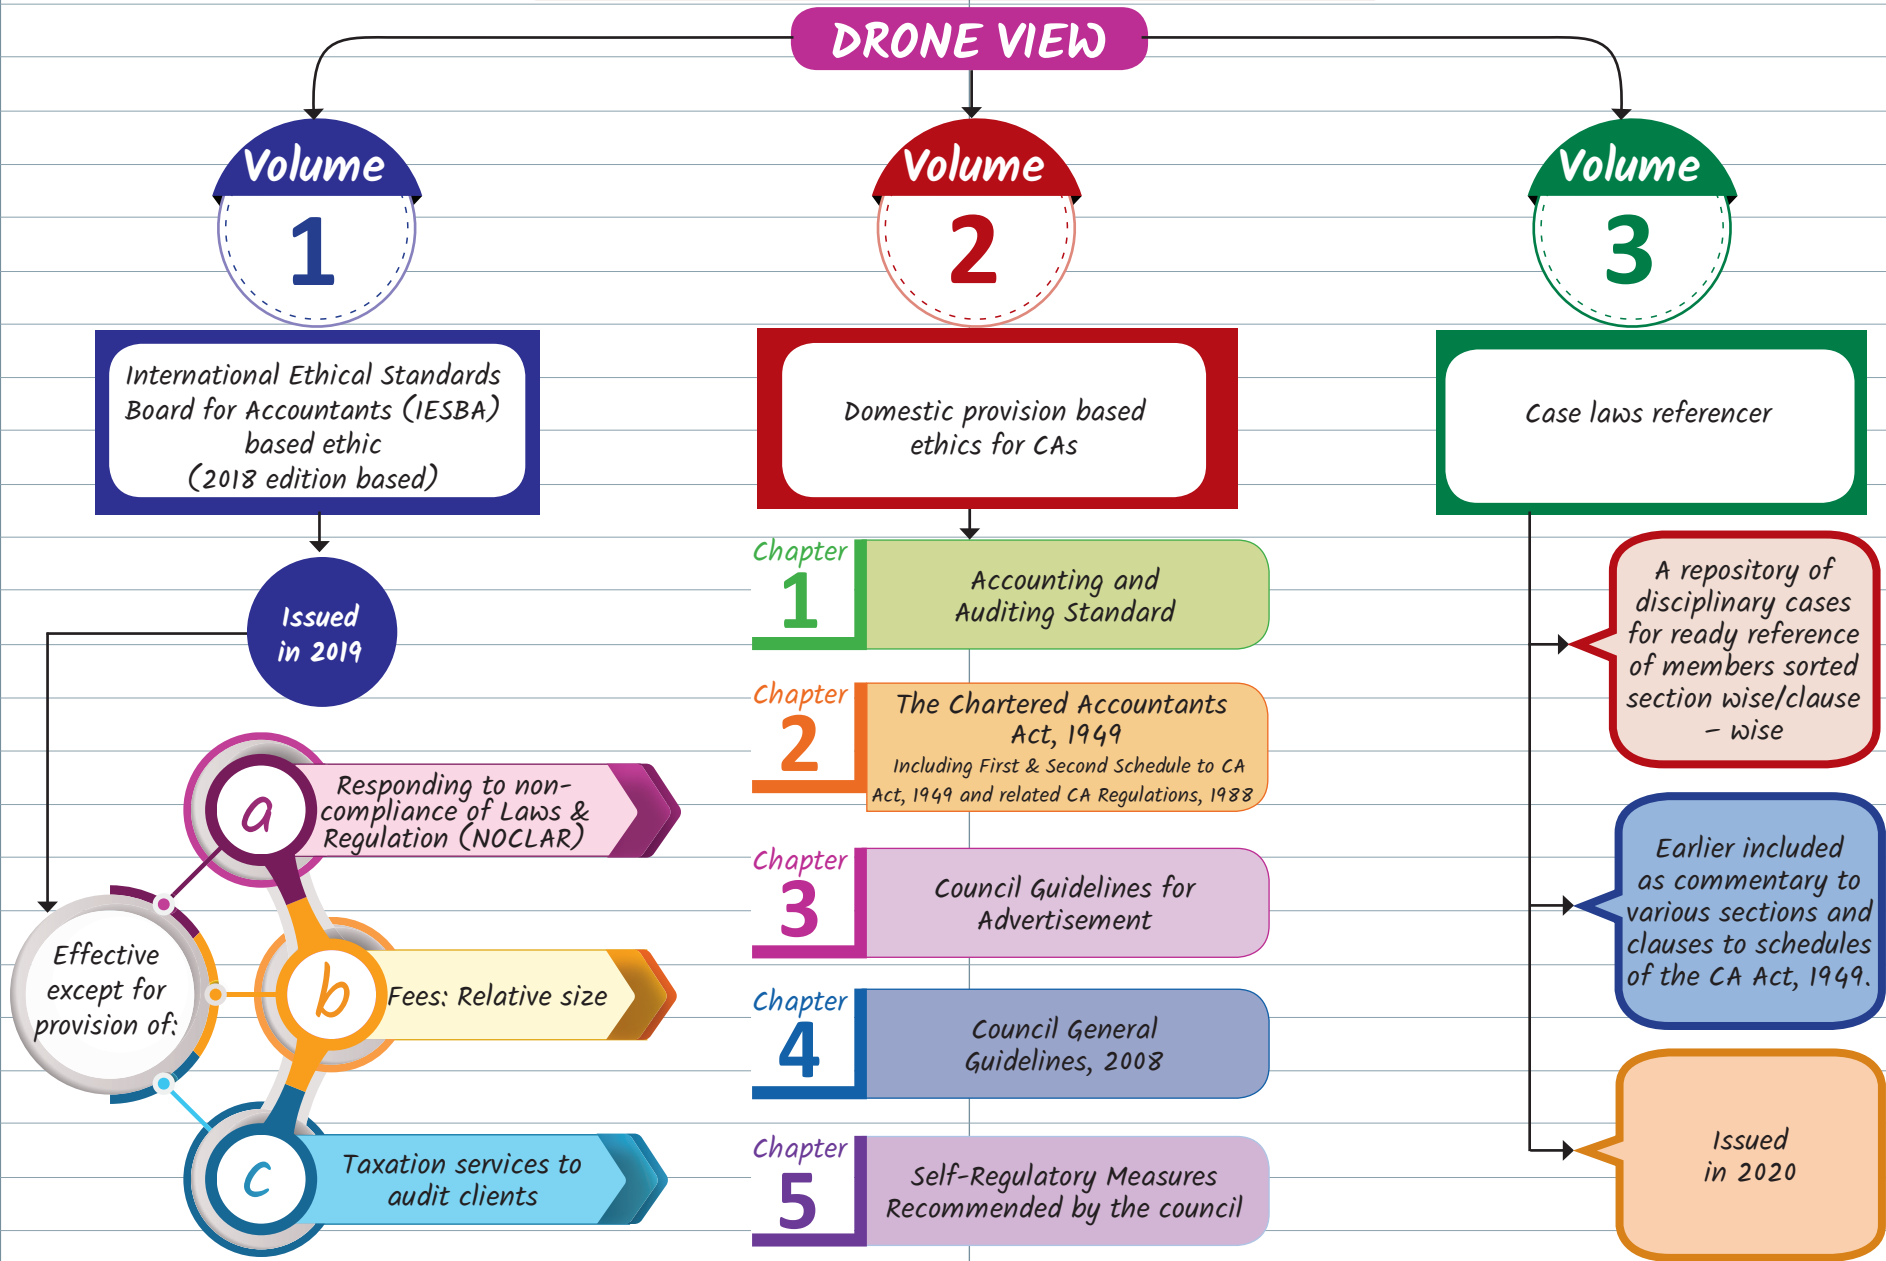 DRONE VIEW
Volume
1
International Ethical Standards
Board for Accountants (IESBA)
based ethic
(2018 edition based)
Issued
in 2019
Effective
except for
provision of:
a
Responding to non-
compliance of Laws &
Regulation (NOCLAR)
b
Fees: Relative size
c
Taxation services to
audit clients
Volume
2
Domestic provision based
ethics for CAs
Chapter
1
Accounting and
Auditing Standard
Chapter
2
The Chartered Accountants
Act, 1949
Including First & Second Schedule to CA
Act, 1949 and related CA Regulations, 1988
Chapter
3
Council Guidelines for
Advertisement
Chapter
4
Council General
Guidelines, 2008
Chapter
5
Self-Regulatory Measures
Recommended by the council
Volume
3
Case laws referencer
A repository of
disciplinary cases
for ready reference
of members sorted
section wise/clause
– wise
Earlier included
as commentary to
various sections and
clauses to schedules
of the CA Act, 1949.
Issued
in 2020